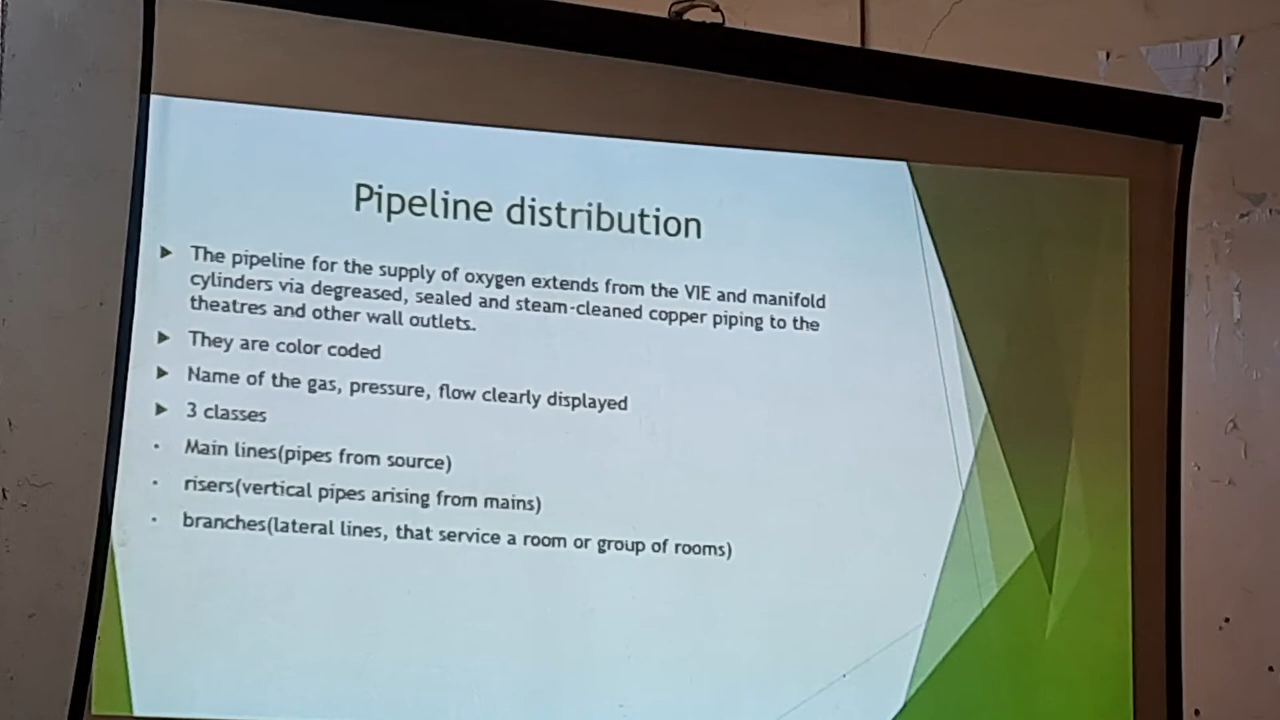 Pipeline distribution
The pipeline for the supply of oxygen extends from the VIE and manifold
cylinders via degreased, sealed and steam-cleaned copper piping to the
theatres and other wall outlets.
They are color coded
Name of the gas, pressure, flow clearly displayed
3 classes
Main lines(pipes from source)
risers(vertical pipes arising from mains)
branches(lateral lines, that service a room or group of rooms)